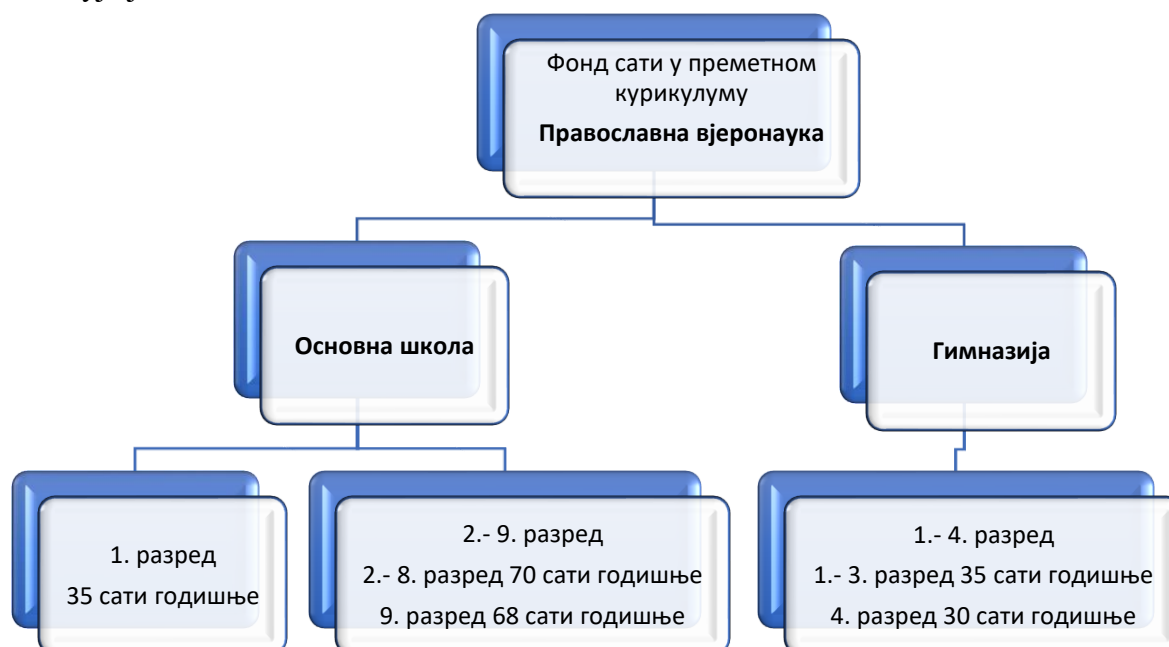 Фонд сати у преметном
курикулуму
Православна вјеронаука
Основна школа
Гимназија
1. разред
35 сати годишње
2.- 9. разред
2.- 8. разред 70 сати годишње
9. разред 68 сати годишње
1.- 4. разред
1.- 3. разред 35 сати годишње
4. разред 30 сати годишње